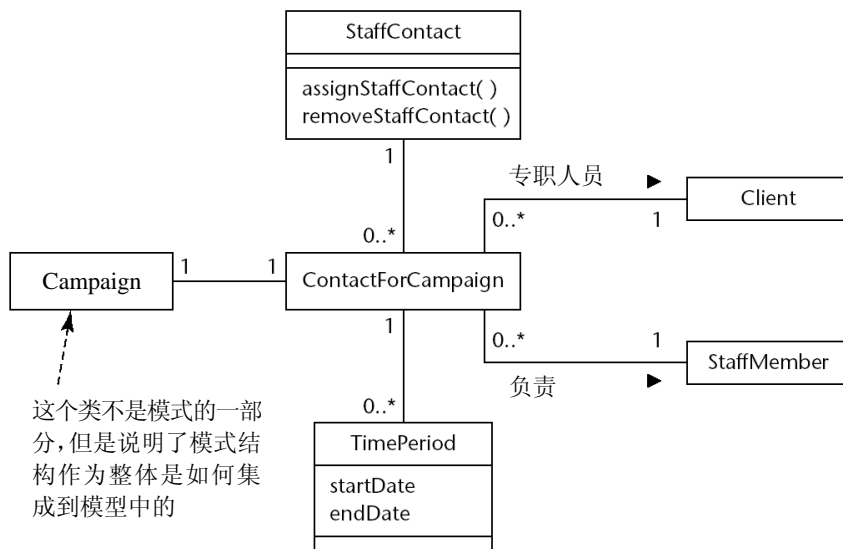 StaffContact
assignStaffContact( )
removeStaffContact( )
1
0..*
专职人员
0..*
1
Client
Campaign
1
1
ContactForCampaign
1
0..*
0..*
1
StaffMember
负责
这个类不是模式的一部
分,但是说明了模式结
构作为整体是如何集
成到模型中的
TimePeriod
startDate
endDate